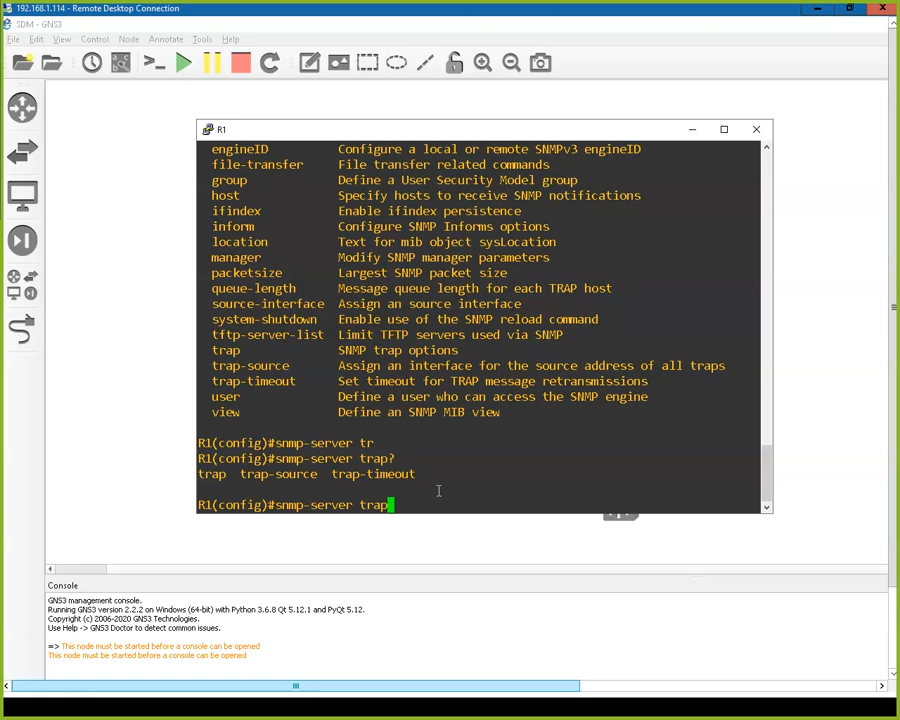 192.168.1.114 - Remote Desktop Connection
SDM - GNS3
File Edit View Control Node Annotate Tools Help
R1
engineID Configure a local or remote SNMPv3 engineID
file-transfer File transfer related commands
group Define a User Security Model group
host Specify hosts to receive SNMP notifications
ifindex Enable ifindex persistence
inform Configure SNMP Informs options
location Text for mib object sysLocation
manager Modify SNMP manager parameters
packetsize Largest SNMP packet size
queue-length Message queue length for each TRAP host
source-interface Assign an source interface
system-shutdown Enable use of the SNMP reload command
tftp-server-list Limit TFTP servers used via SNMP
trap SNMP trap options
trap-source Assign an interface for the source address of all traps
trap-timeout Set timeout for TRAP message retransmissions
user Define a user who can access the SNMP engine
view Define an SNMP MIB view
R1(config)#snmp-server tr
R1(config)#snmp-server trap?
trap trap-source trap-timeout
R1(config)#snmp-server trap
Console
GNS3 management console.
Running GNS3 version 2.2.2 on Windows (64-bit) with Python 3.6.8 Qt 5.12.1 and PyQt 5.12.
Copyright (c) 2006-2020 GNS3 Technologies.
Use Help -> GNS3 Doctor to detect common issues.
=> This node must be started before a console can be opened
This node must be started before a console can be opened